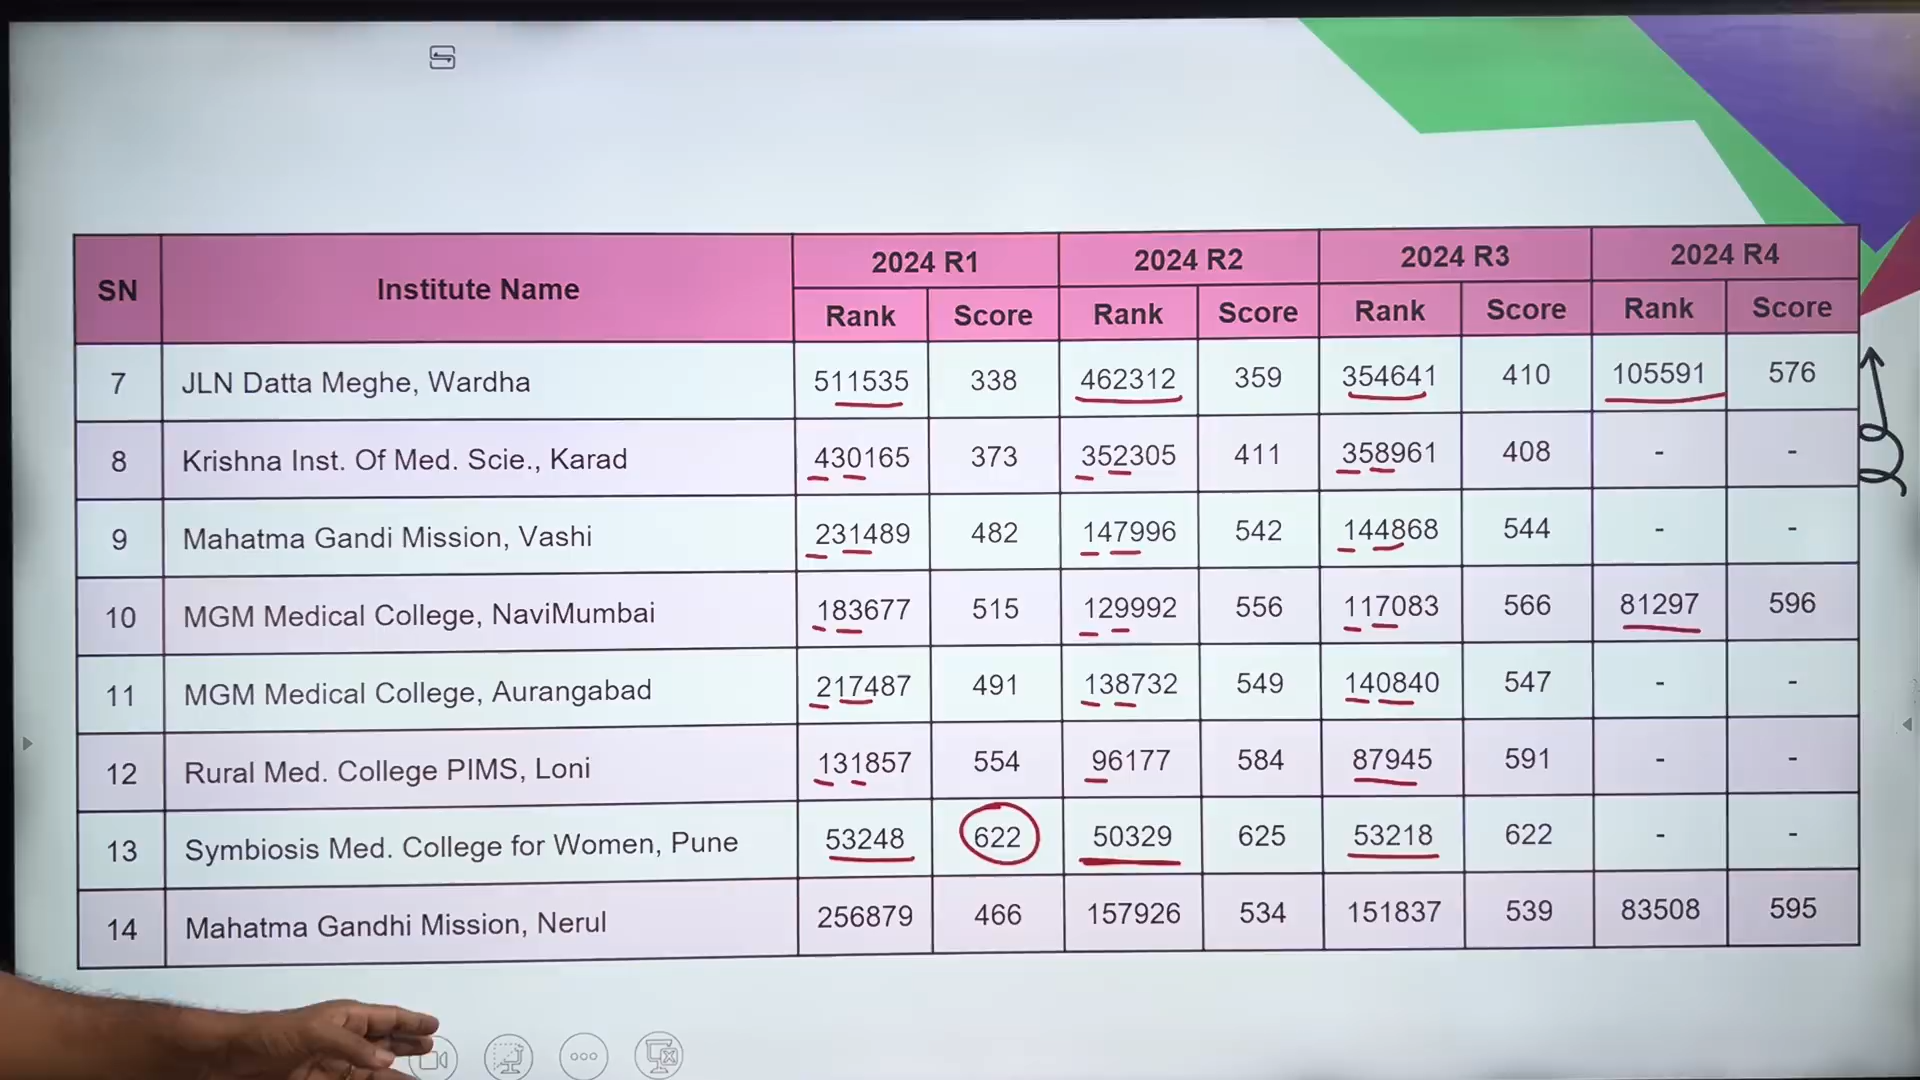 SN Institute Name 2024 R1 2024 R2 2024 R3 2024 R4
Rank Score Rank Score Rank Score Rank Score
7 JLN Datta Meghe, Wardha 511535 338 462312 359 354641 410 105591 576
8 Krishna Inst. Of Med. Scie., Karad 430165 373 352305 411 358961 408 - -
9 Mahatma Gandi Mission, Vashi 231489 482 147996 542 144868 544 - -
10 MGM Medical College, NaviMumbai 183677 515 129992 556 117083 566 81297 596
11 MGM Medical College, Aurangabad 217487 491 138732 549 140840 547 - -
12 Rural Med. College PIMS, Loni 131857 554 96177 584 87945 591 - -
13 Symbiosis Med. College for Women, Pune 53248 622 50329 625 53218 622 - -
14 Mahatma Gandhi Mission, Nerul 256879 466 157926 534 151837 539 83508 595